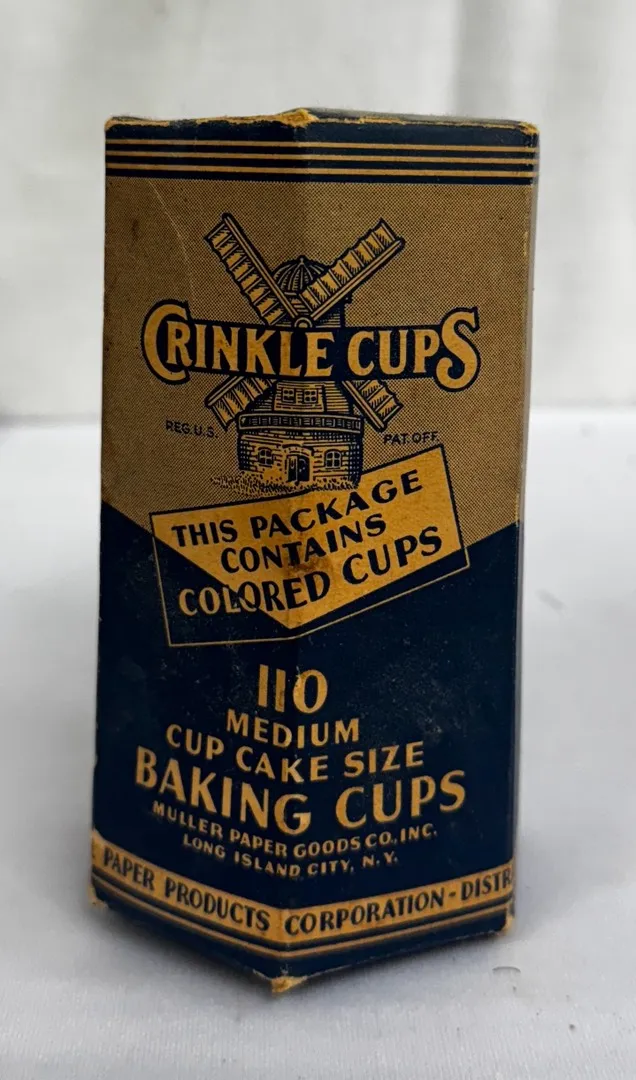 CRINKLE CUPS
REG. U.S. PAT. OFF.
THIS PACKAGE
CONTAINS
COLORED CUPS
110
MEDIUM
CUP CAKE SIZE
BAKING CUPS
MULLER PAPER GOODS CO., INC.
LONG ISLAND CITY, N.Y.
PAPER PRODUCTS CORPORATION - DISTR